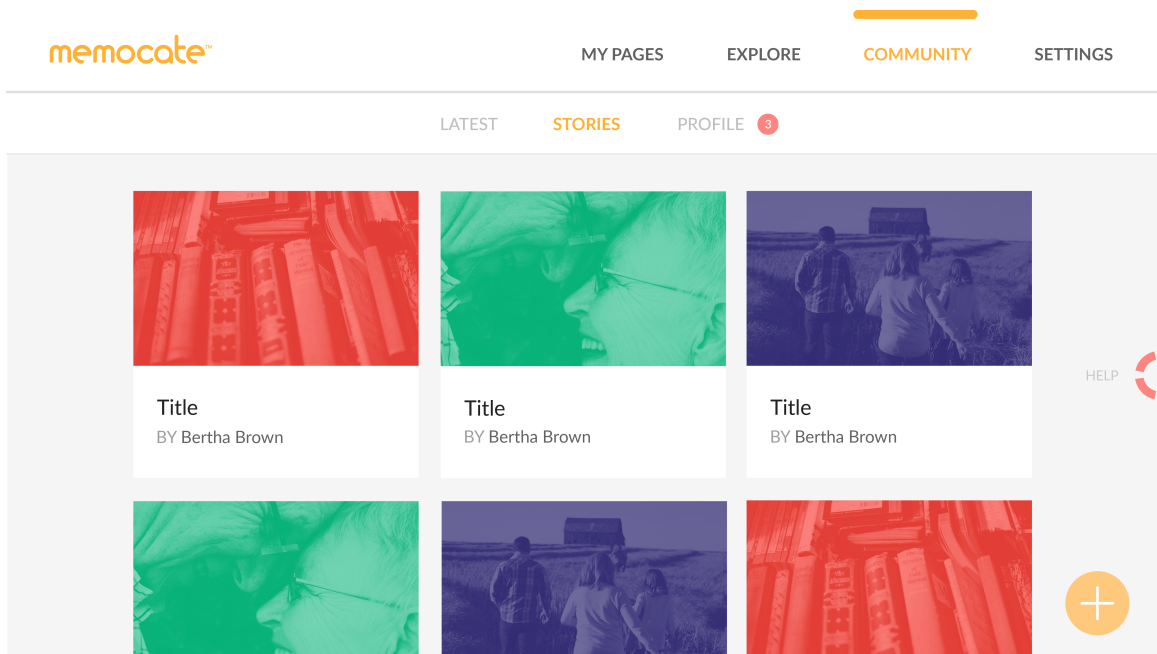 memocate™
MY PAGES
EXPLORE
COMMUNITY
SETTINGS
LATEST
STORIES
PROFILE
3
Title
BY Bertha Brown
Title
BY Bertha Brown
Title
BY Bertha Brown
HELP